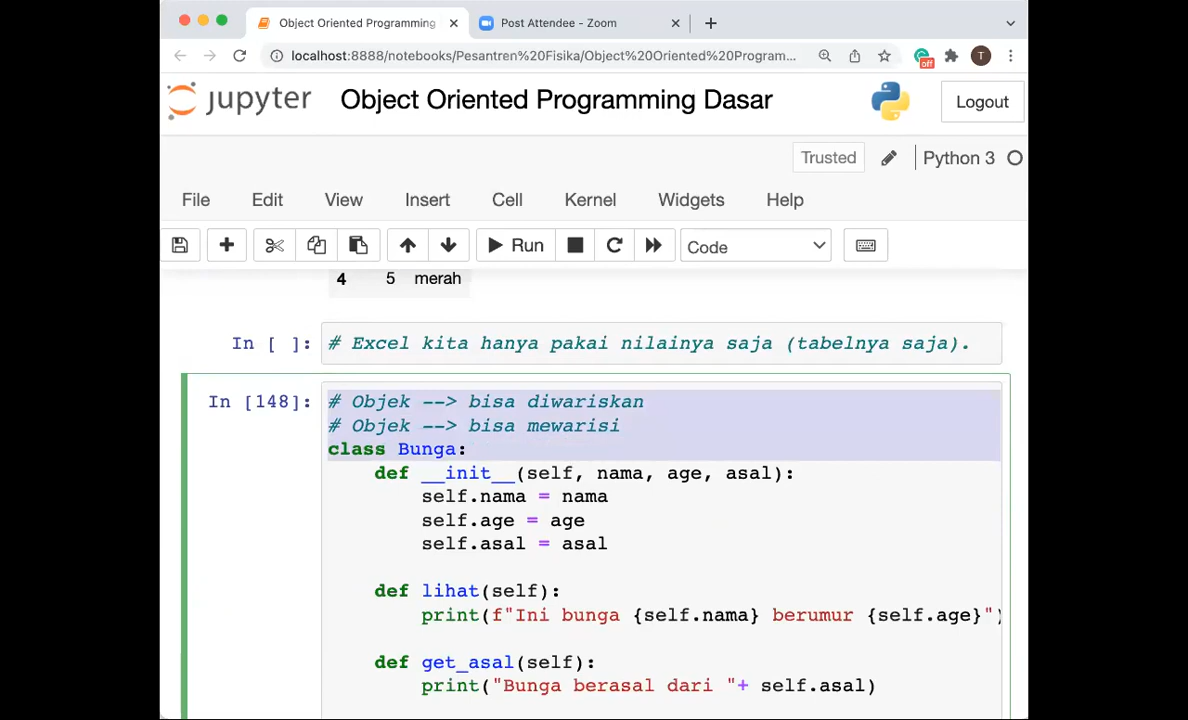 Object Oriented Programming
Post Attendee - Zoom
localhost:8888/notebooks/Pesantren%20Fisika/Object%20Oriented%20Program...
off
T
jupyter
Object Oriented Programming Dasar
Logout
Trusted
Python 3
File Edit View Insert Cell Kernel Widgets Help
Run
Code
4 5 merah
In [ ]: # Excel kita hanya pakai nilainya saja (tabelnya saja).
In [148]: # Objek --> bisa diwariskan
# Objek --> bisa mewarisi
class Bunga:
    def __init__(self, nama, age, asal):
        self.nama = nama
        self.age = age
        self.asal = asal
    def lihat(self):
        print(f"Ini bunga {self.nama} berumur {self.age}")
    def get_asal(self):
        print("Bunga berasal dari "+ self.asal)